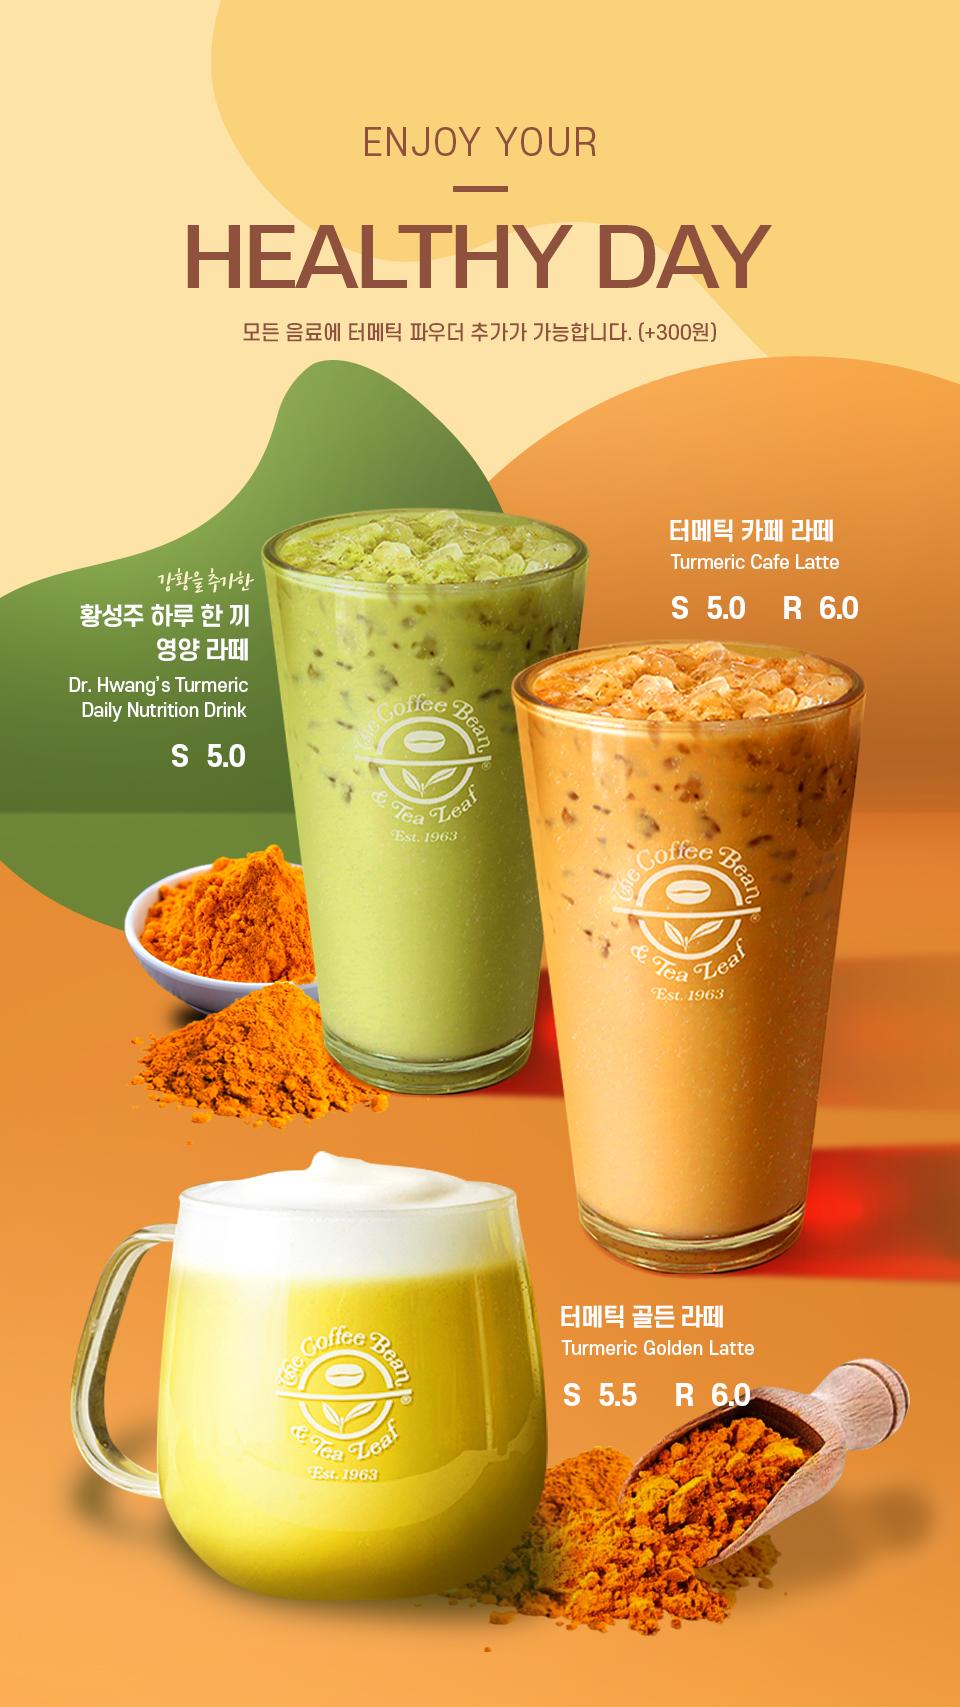 ENJOY YOUR
HEALTHY DAY
모든 음료에 터메틱 파우더 추가가 가능합니다. (+300원)
강황을 추가한
황성주 하루 한 끼
영양 라떼
Dr. Hwang's Turmeric
Daily Nutrition Drink
S 5.0
터메틱 카페 라떼
Turmeric Cafe Latte
S 5.0 R 6.0
The Coffee Bean
®
& Tea Leaf
Est. 1963
The Coffee Bean
®
& Tea Leaf
Est. 1963
터메틱 골든 라떼
Turmeric Golden Latte
S 5.5 R 6.0
The Coffee Bean
®
& Tea Leaf
Est. 1963